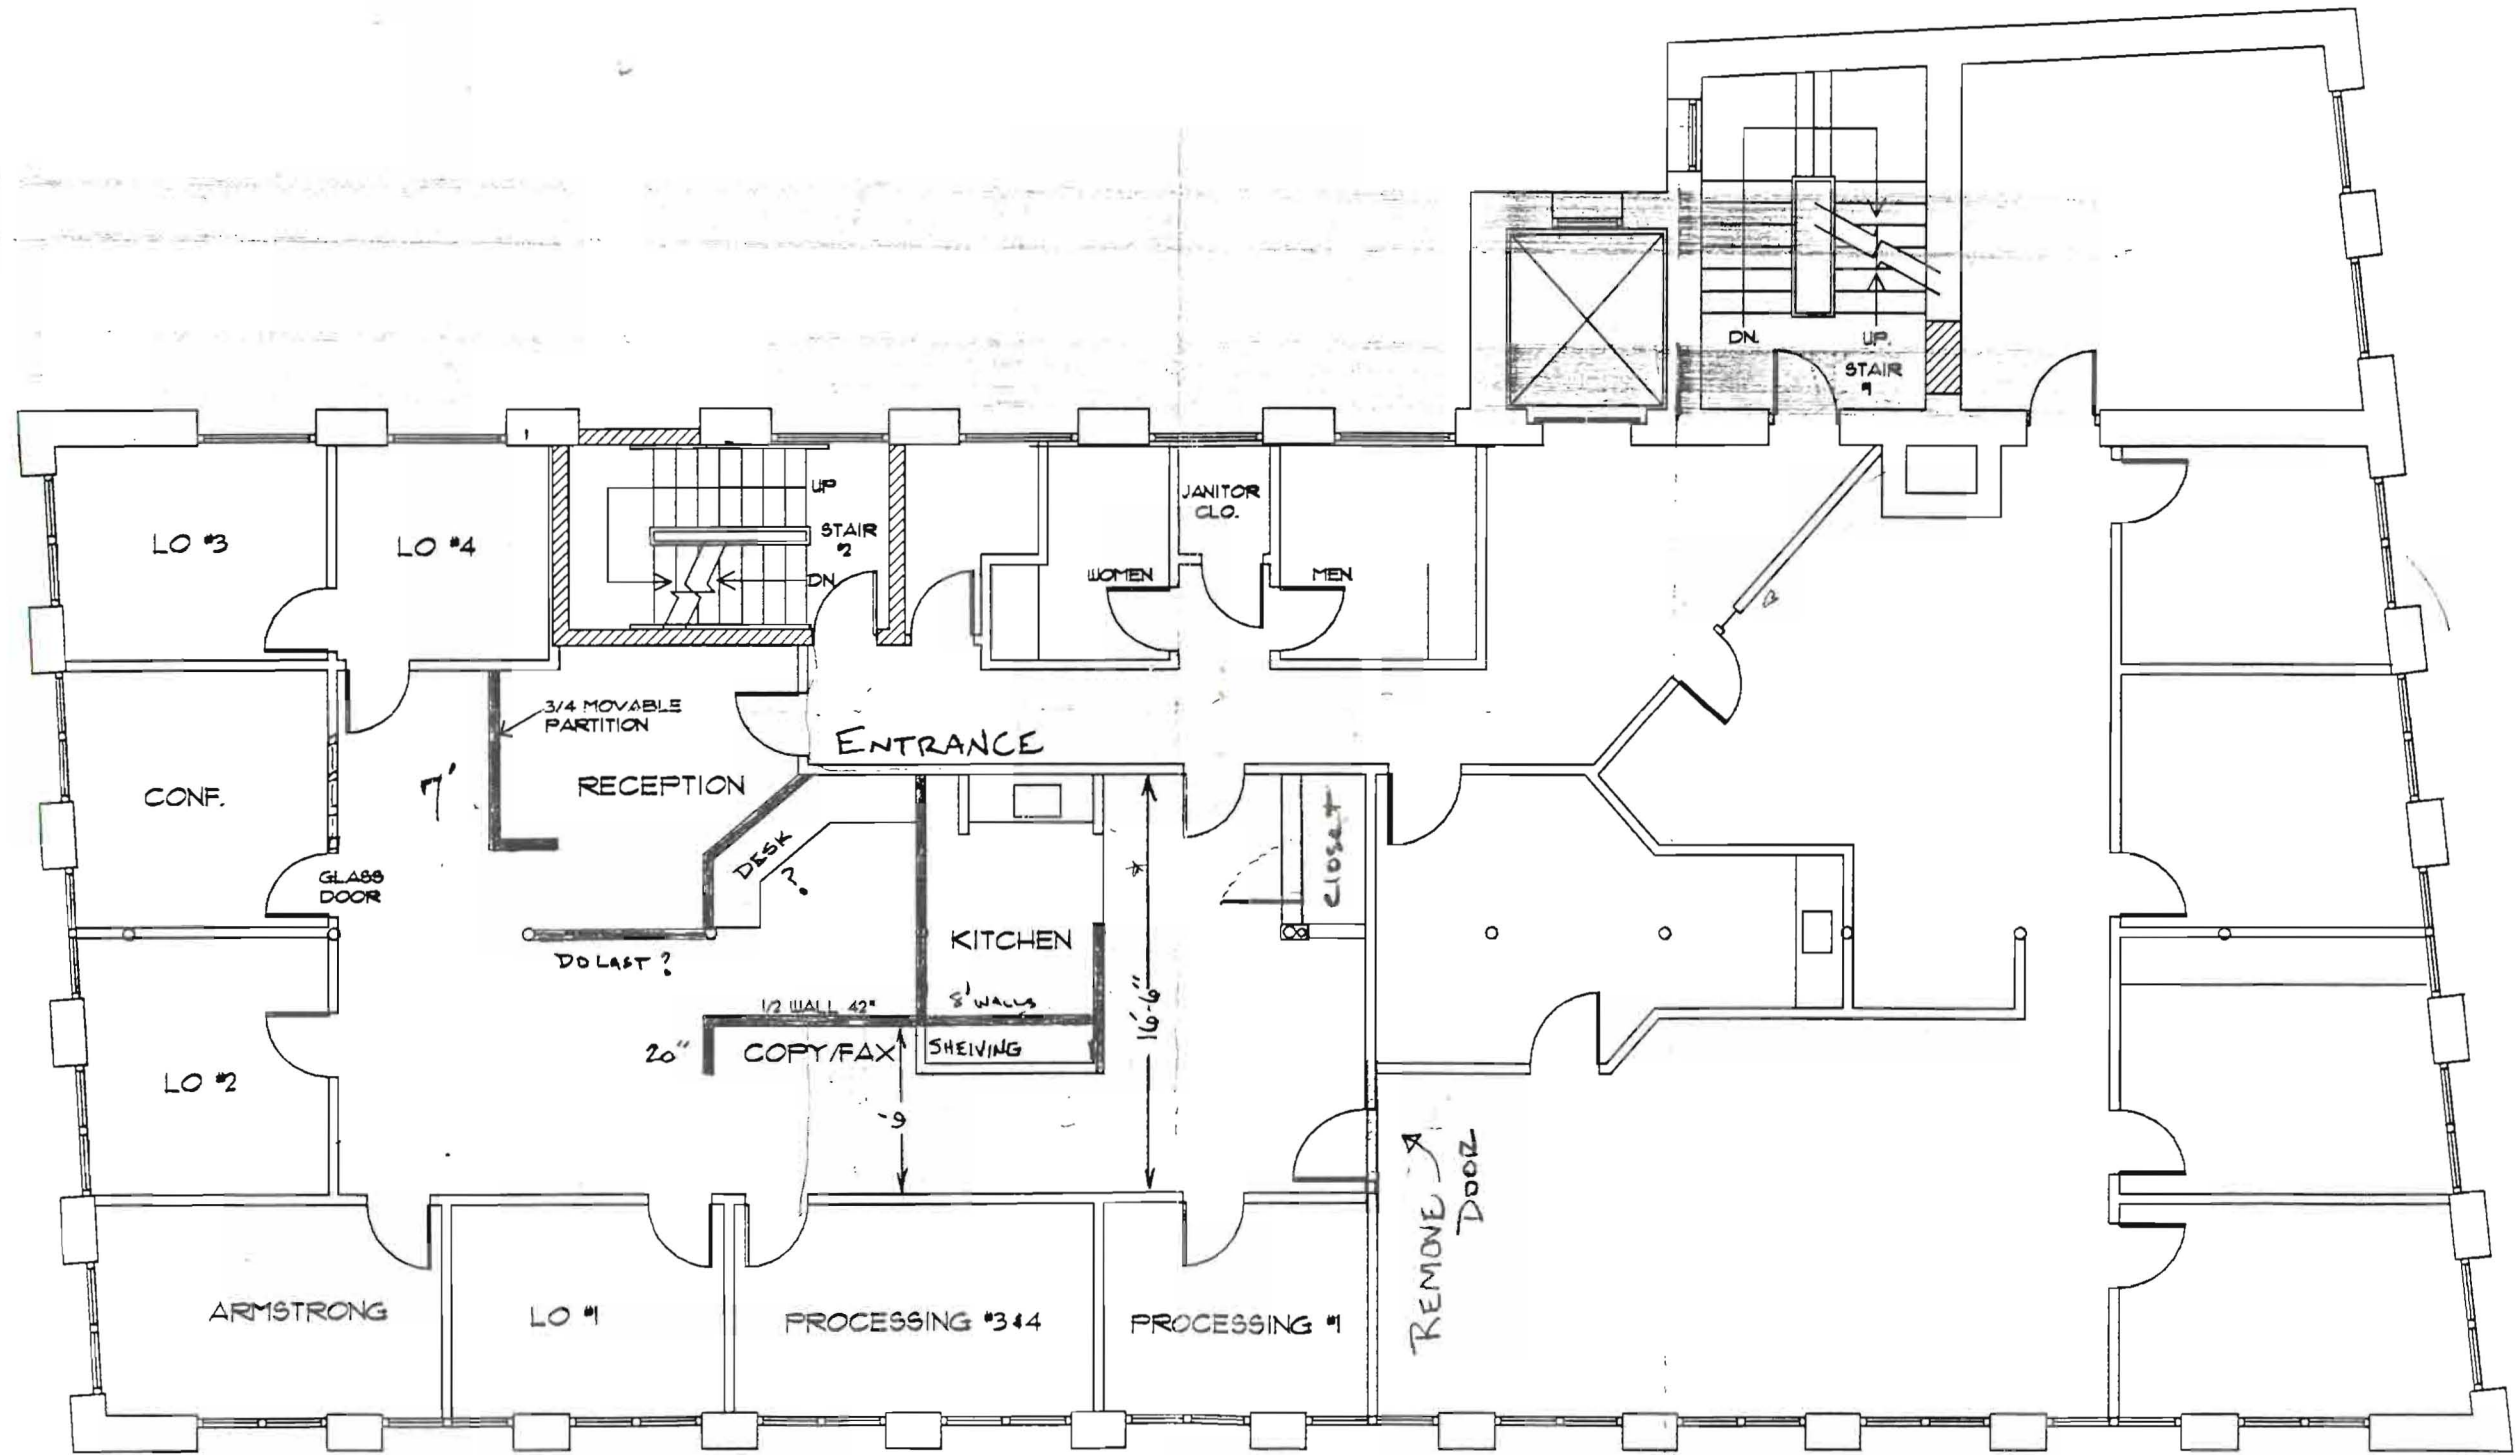 DN.
UP.
STAIR
#1
UP
STAIR
#2
DN
JANITOR
CLO.
WOMEN
MEN
LO #3
LO #4
3/4 MOVABLE
PARTITION
ENTRANCE
7'
RECEPTION
CONF.
GLASS
DOOR
DESK
?
CLOSET
KITCHEN
DO LAST ?
1/2 WALL 42"
8' WALLS
16'-6"
20"
COPY/FAX
SHELVING
LO #2
REMOVE
DOOR
ARMSTRONG
LO #1
PROCESSING #3&4
PROCESSING #1